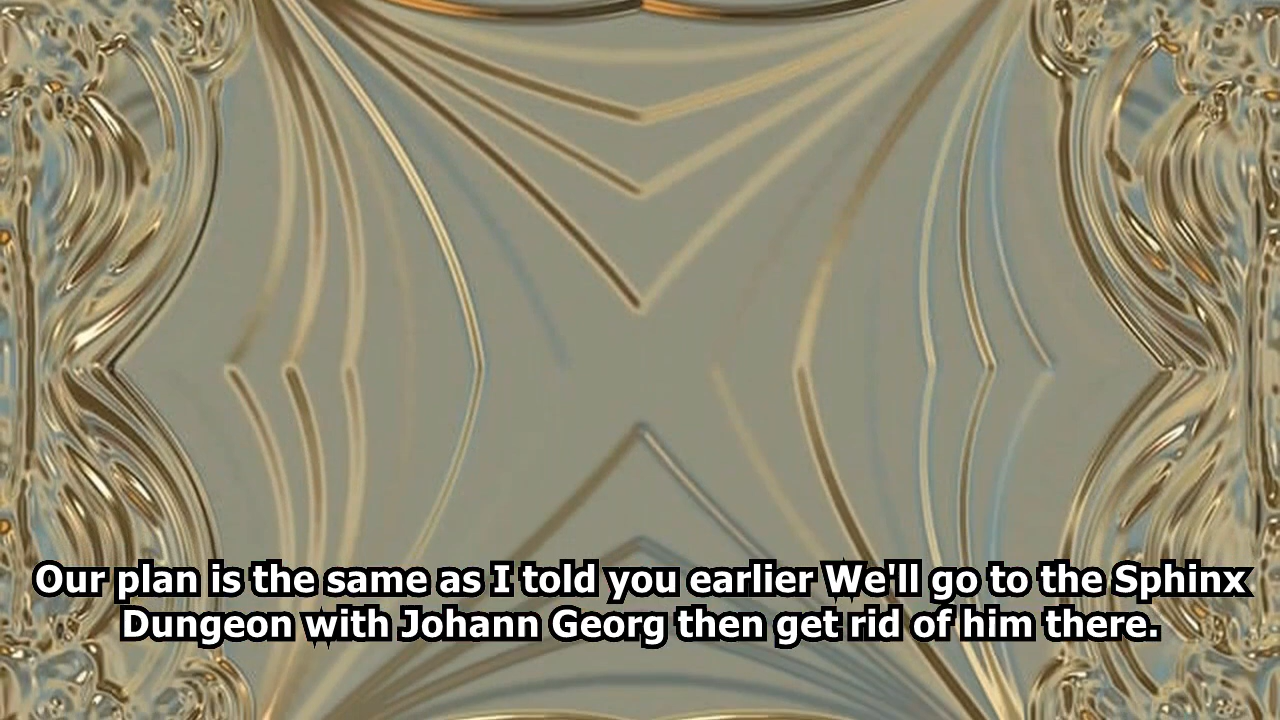 Our plan is the same as I told you earlier We'll go to the Sphinx
Dungeon with Johann Georg then get rid of him there.